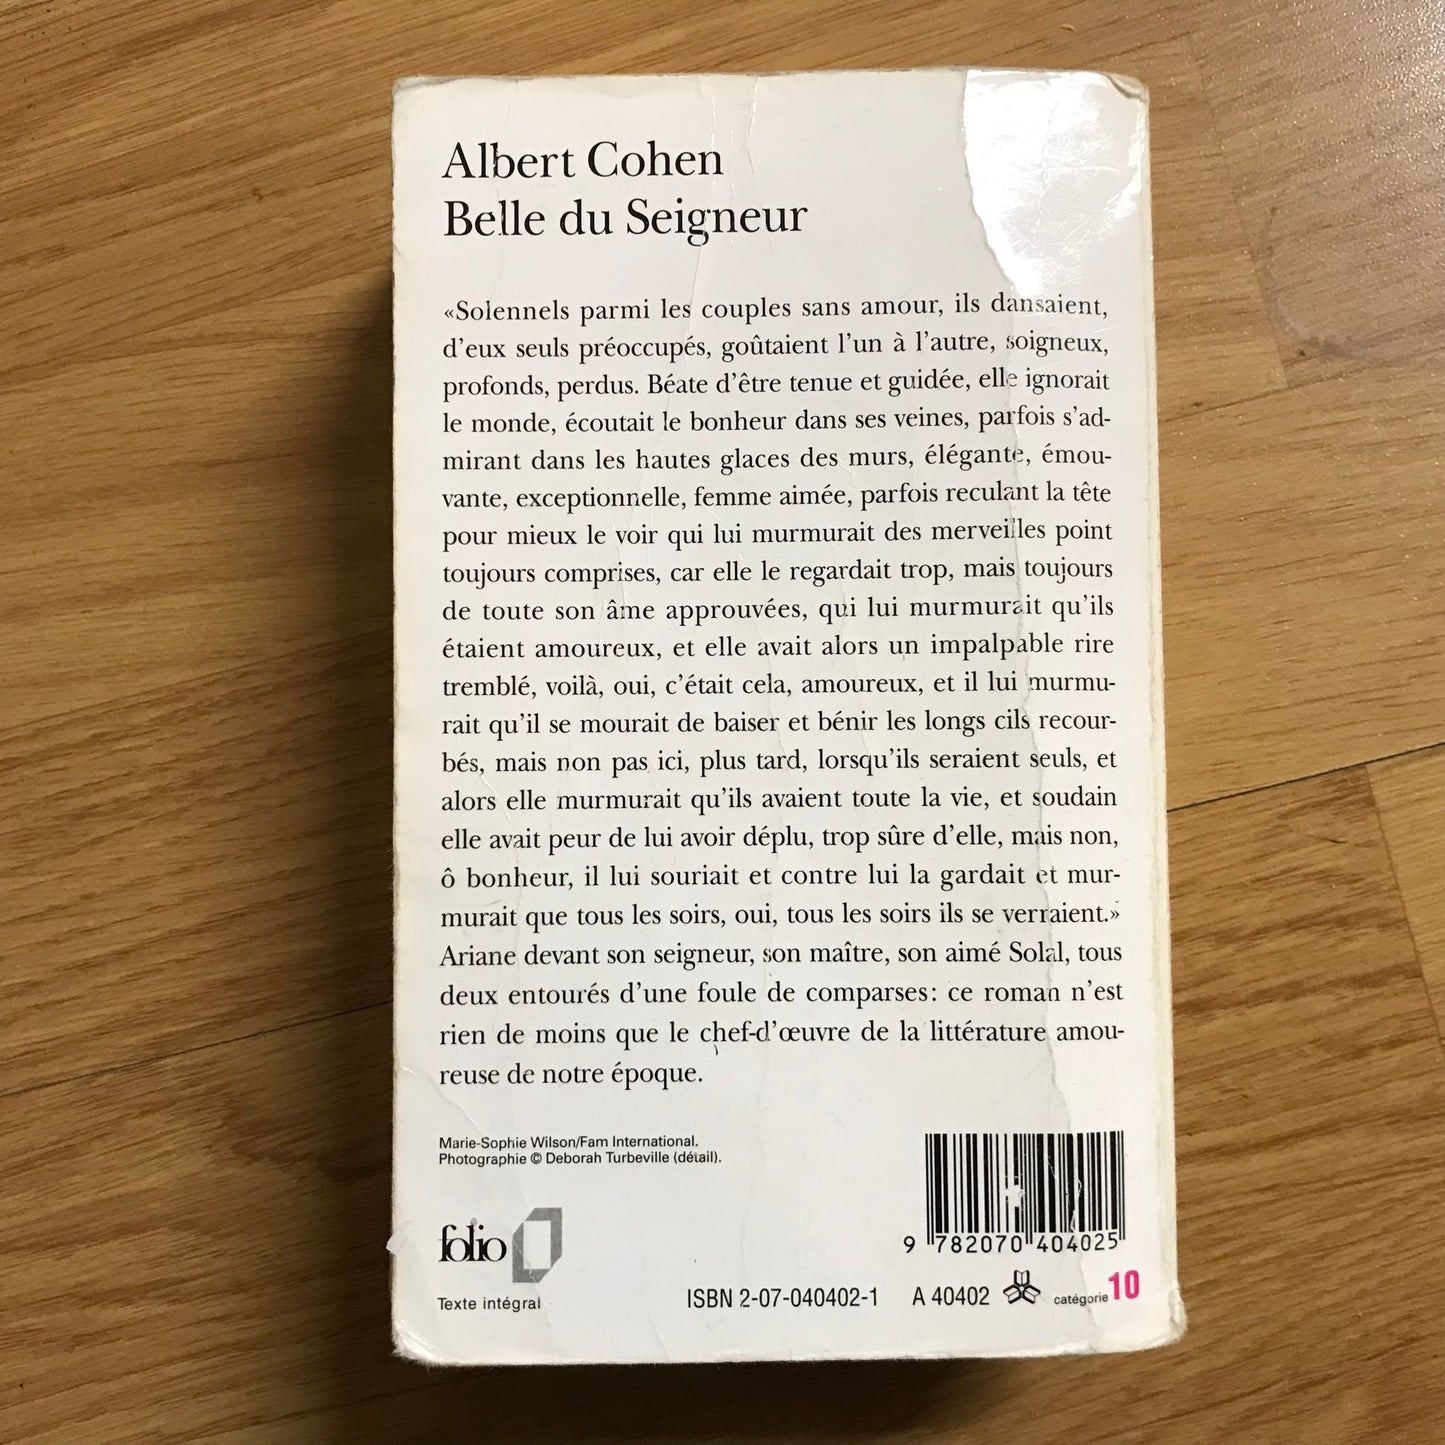 Albert Cohen
Belle du Seigneur
«Solennels parmi les couples sans amour, ils dansaient,
d'eux seuls préoccupés, goûtaient l'un à l'autre, soigneux,
profonds, perdus. Béate d'être tenue et guidée, elle ignorait
le monde, écoutait le bonheur dans ses veines, parfois s'ad-
mirant dans les hautes glaces des murs, élégante, émou-
vante, exceptionnelle, femme aimée, parfois reculant la tête
pour mieux le voir qui lui murmurait des merveilles point
toujours comprises, car elle le regardait trop, mais toujours
de toute son âme approuvées, qui lui murmurait qu'ils
étaient amoureux, et elle avait alors un impalpable rire
tremblé, voilà, oui, c'était cela, amoureux, et il lui murmu-
rait qu'il se mourait de baiser et bénir les longs cils recour-
bés, mais non pas ici, plus tard, lorsqu'ils seraient seuls, et
alors elle murmurait qu'ils avaient toute la vie, et soudain
elle avait peur de lui avoir déplu, trop sûre d'elle, mais non,
ô bonheur, il lui souriait et contre lui la gardait et mur-
murait que tous les soirs, oui, tous les soirs ils se verraient.»
Ariane devant son seigneur, son maître, son aimé Solal, tous
deux entourés d'une foule de comparses: ce roman n'est
rien de moins que le chef-d'œuvre de la littérature amou-
reuse de notre époque.
Marie-Sophie Wilson/Fam International.
Photographie © Deborah Turbeville (détail).
folio
Texte intégral
9 782070 404025
ISBN 2-07-040402-1 A 40402 catégorie 10